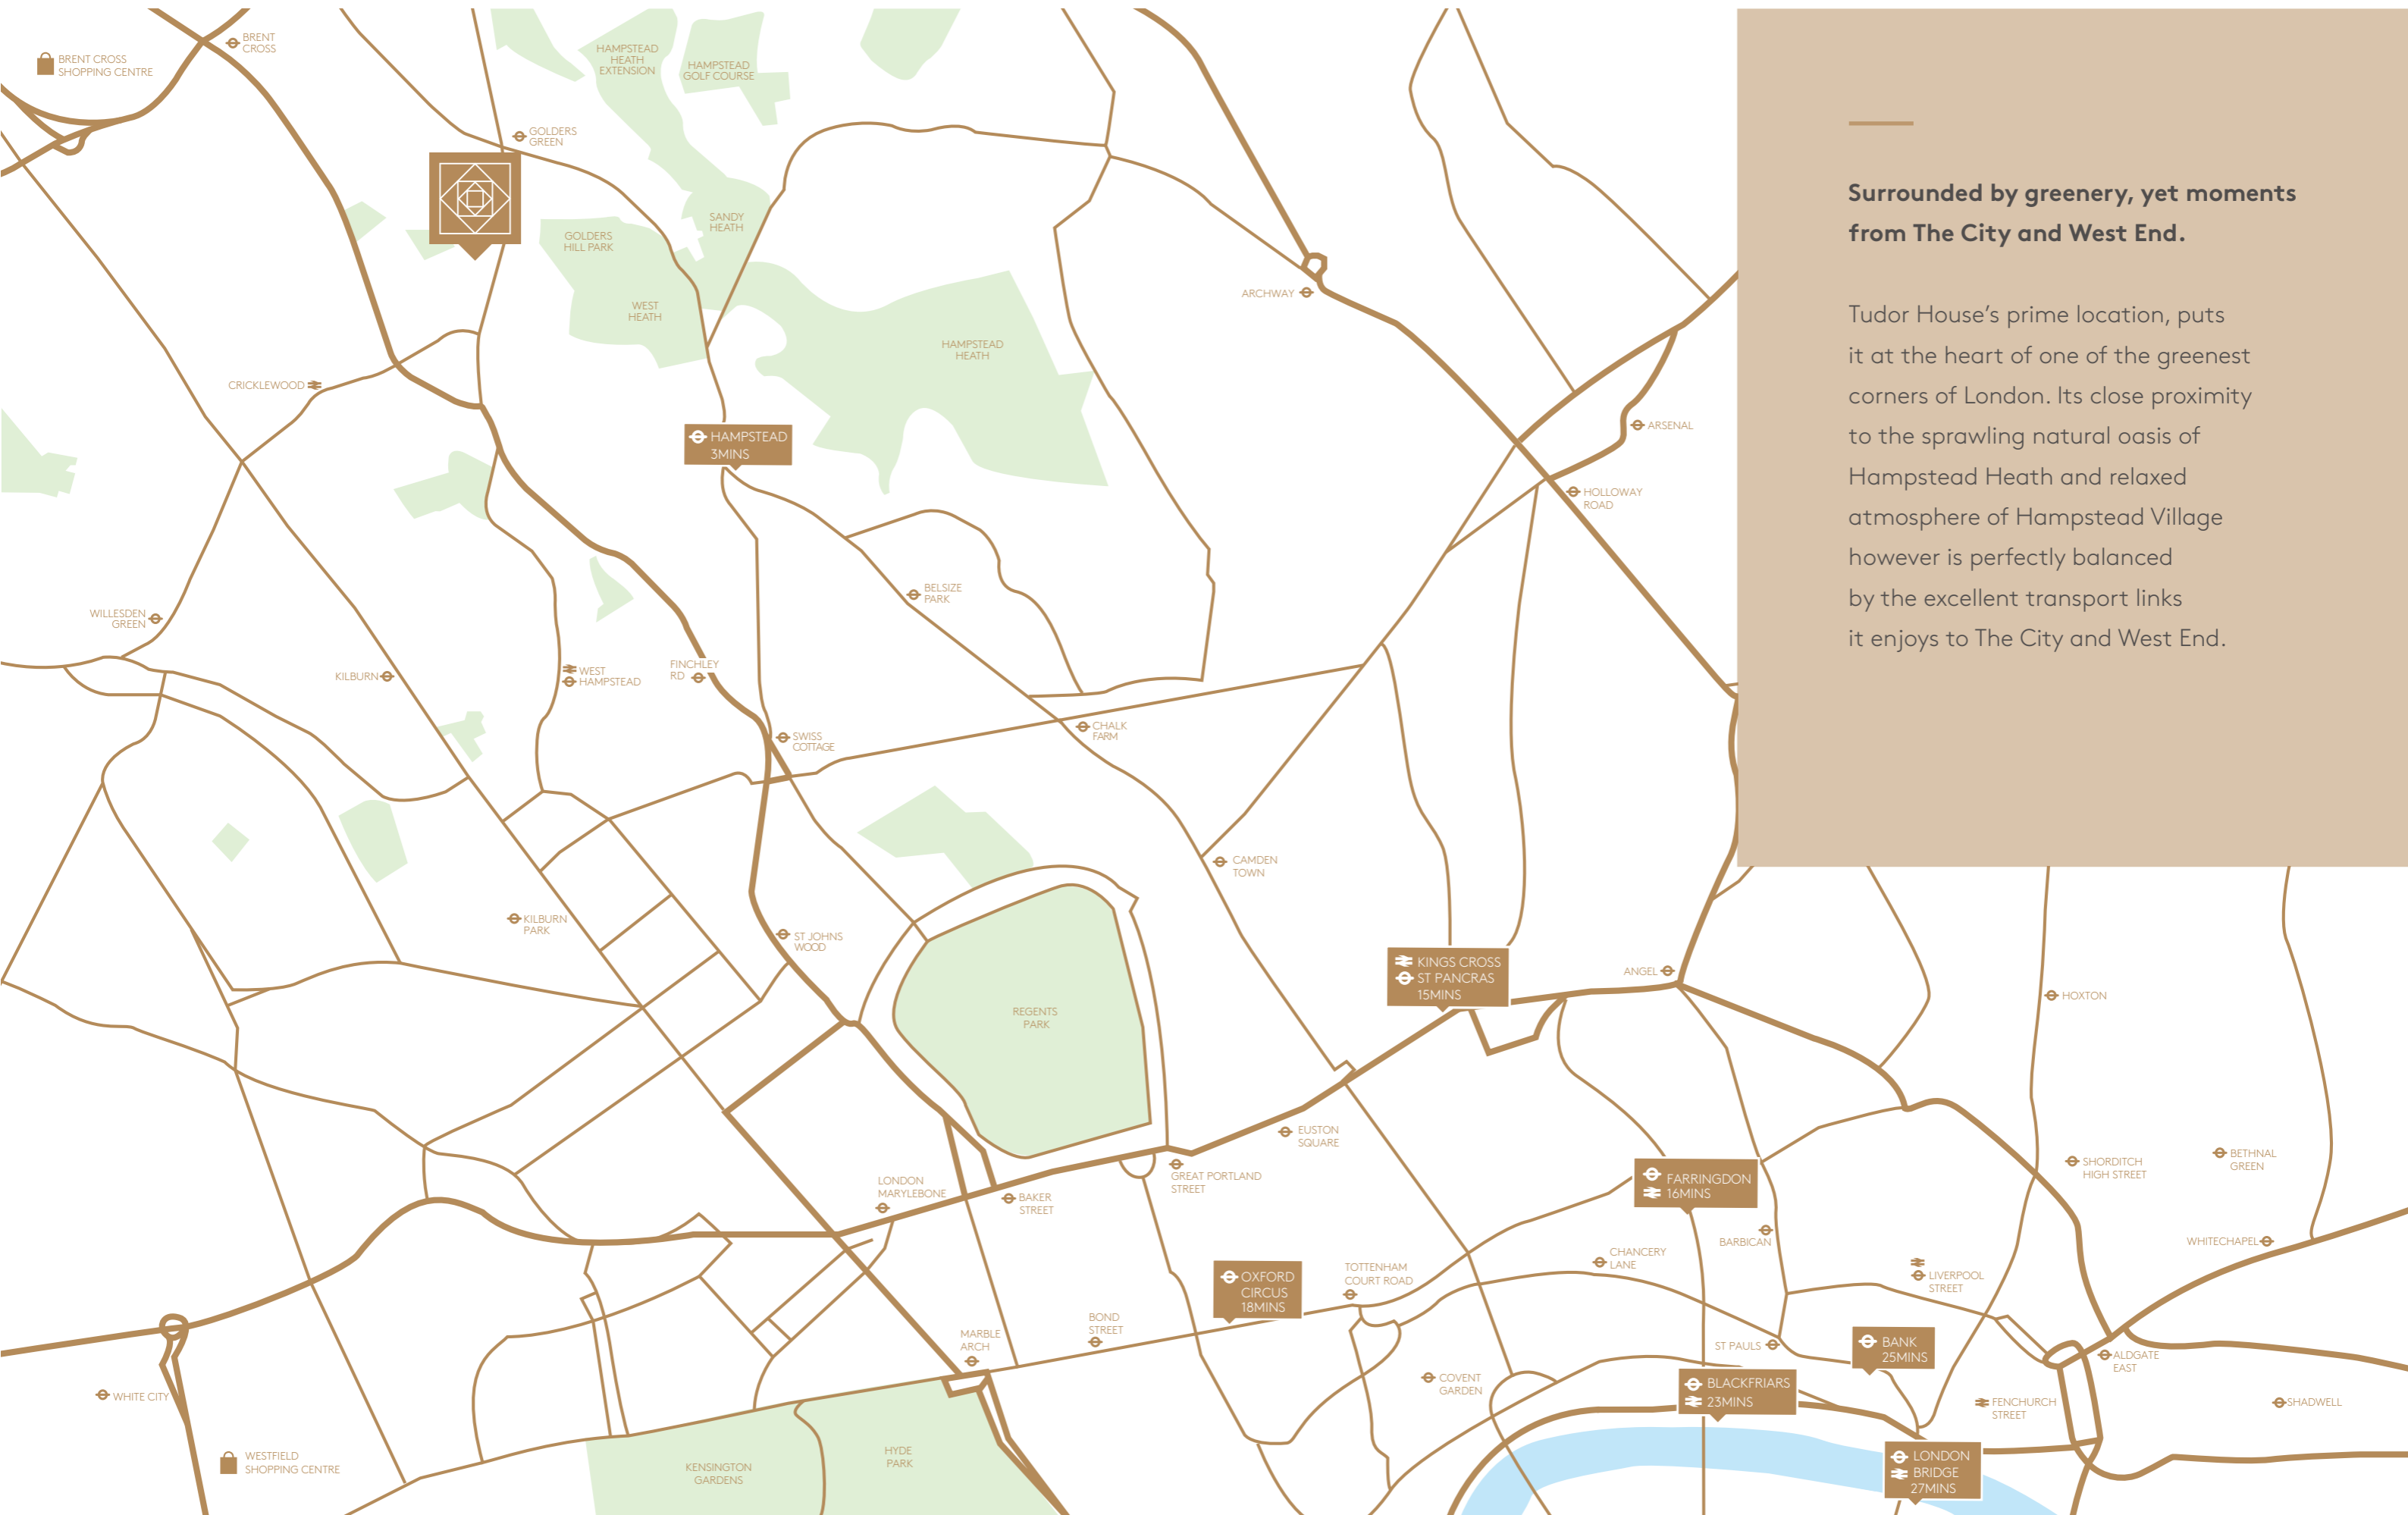 BRENT
CROSS
BRENT CROSS
SHOPPING CENTRE
HAMPSTEAD
HEATH
EXTENSION
HAMPSTEAD
GOLF COURSE
GOLDERS
GREEN
GOLDERS
HILL PARK
SANDY
HEATH
WEST
HEATH
HAMPSTEAD
HEATH
ARCHWAY
CRICKLEWOOD
HAMPSTEAD
3MINS
ARSENAL
HOLLOWAY
ROAD
BELSIZE
PARK
WILLESDEN
GREEN
KILBURN
WEST
HAMPSTEAD
FINCHLEY
RD
SWISS
COTTAGE
CHALK
FARM
CAMDEN
TOWN
KILBURN
PARK
ST JOHNS
WOOD
REGENTS
PARK
KINGS CROSS
ST PANCRAS
15MINS
ANGEL
HOXTON
EUSTON
SQUARE
GREAT PORTLAND
STREET
LONDON
MARYLEBONE
BAKER
STREET
FARRINGDON
16MINS
SHORDITCH
HIGH STREET
BETHNAL
GREEN
BARBICAN
WHITECHAPEL
CHANCERY
LANE
TOTTENHAM
COURT ROAD
OXFORD
CIRCUS
18MINS
LIVERPOOL
STREET
BOND
STREET
MARBLE
ARCH
ST PAULS
BANK
25MINS
ALDGATE
EAST
COVENT
GARDEN
BLACKFRIARS
23MINS
FENCHURCH
STREET
SHADWELL
WHITE CITY
WESTFIELD
SHOPPING CENTRE
KENSINGTON
GARDENS
HYDE
PARK
LONDON
BRIDGE
27MINS
Surrounded by greenery, yet moments
from The City and West End.
Tudor House’s prime location, puts
it at the heart of one of the greenest
corners of London. Its close proximity
to the sprawling natural oasis of
Hampstead Heath and relaxed
atmosphere of Hampstead Village
however is perfectly balanced
by the excellent transport links
it enjoys to The City and West End.